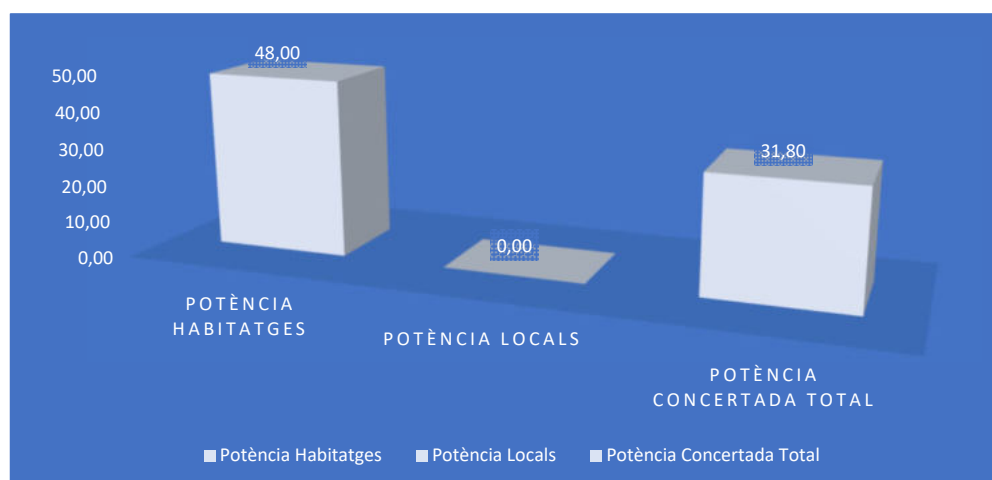 48,00
50,00
40,00
30,00
20,00
10,00
0,00
0,00
31,80
POTÈNCIA
HABITATGES
POTÈNCIA LOCALS
POTÈNCIA
CONCERTADA TOTAL
Potència Habitatges Potència Locals Potència Concertada Total